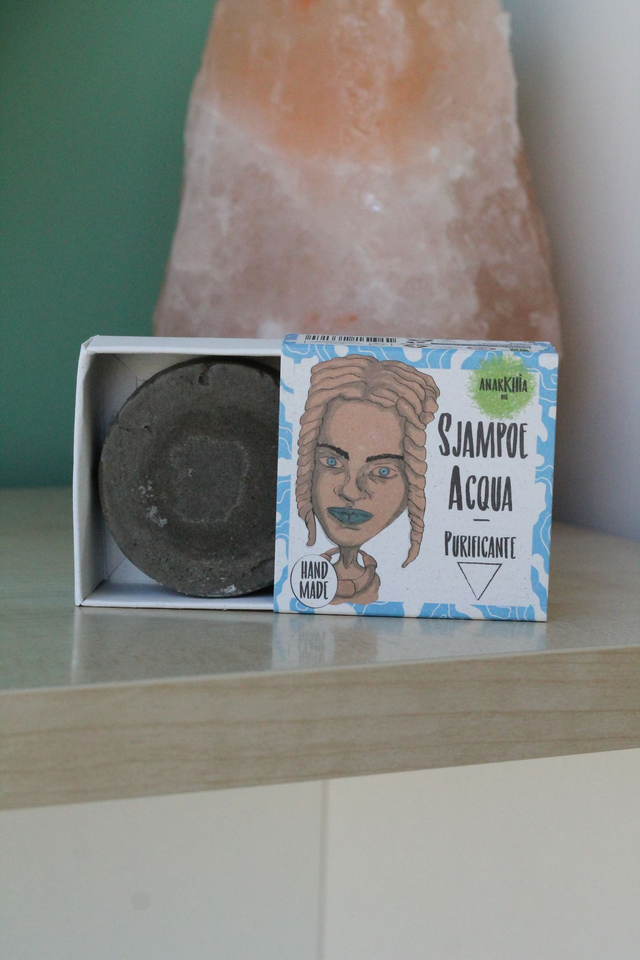 anarKHia
SJAMPOE
ACQUA
PURIFICANTE
HAND
MADE